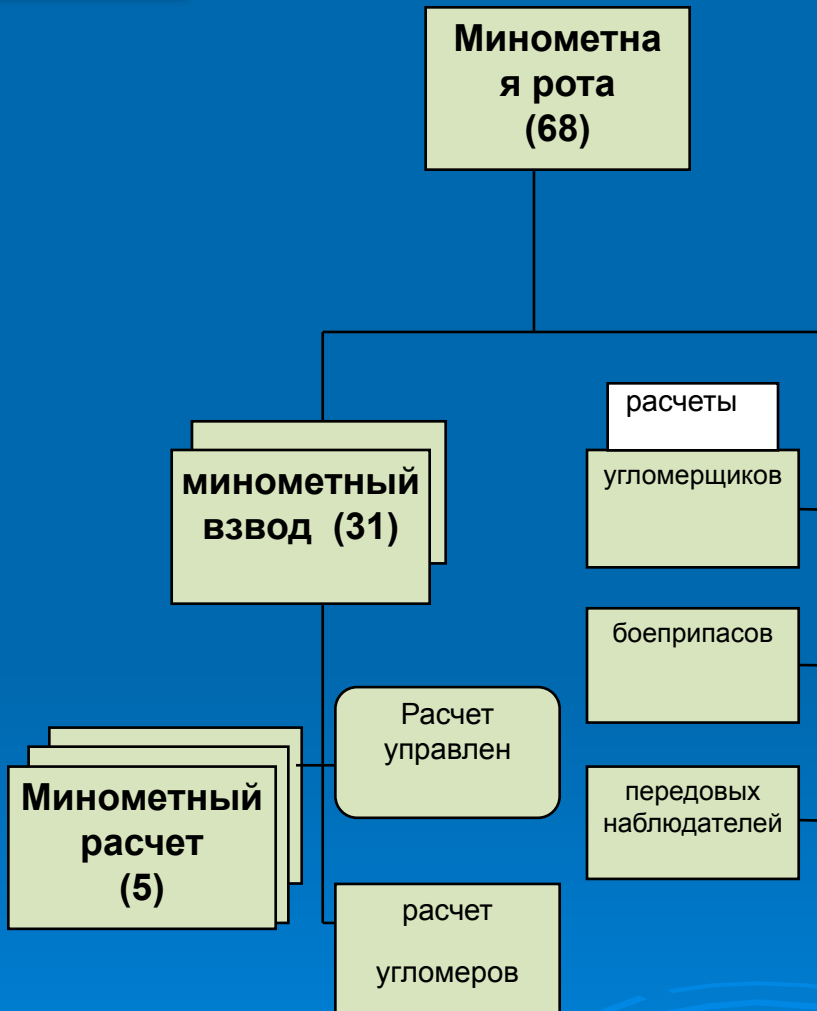 Минометна
я рота
(68)
минометный
взвод (31)
Минометный
расчет
(5)
Расчет
управлен
расчет
угломеров
расчеты
угломерщиков
боеприпасов
передовых
наблюдателей